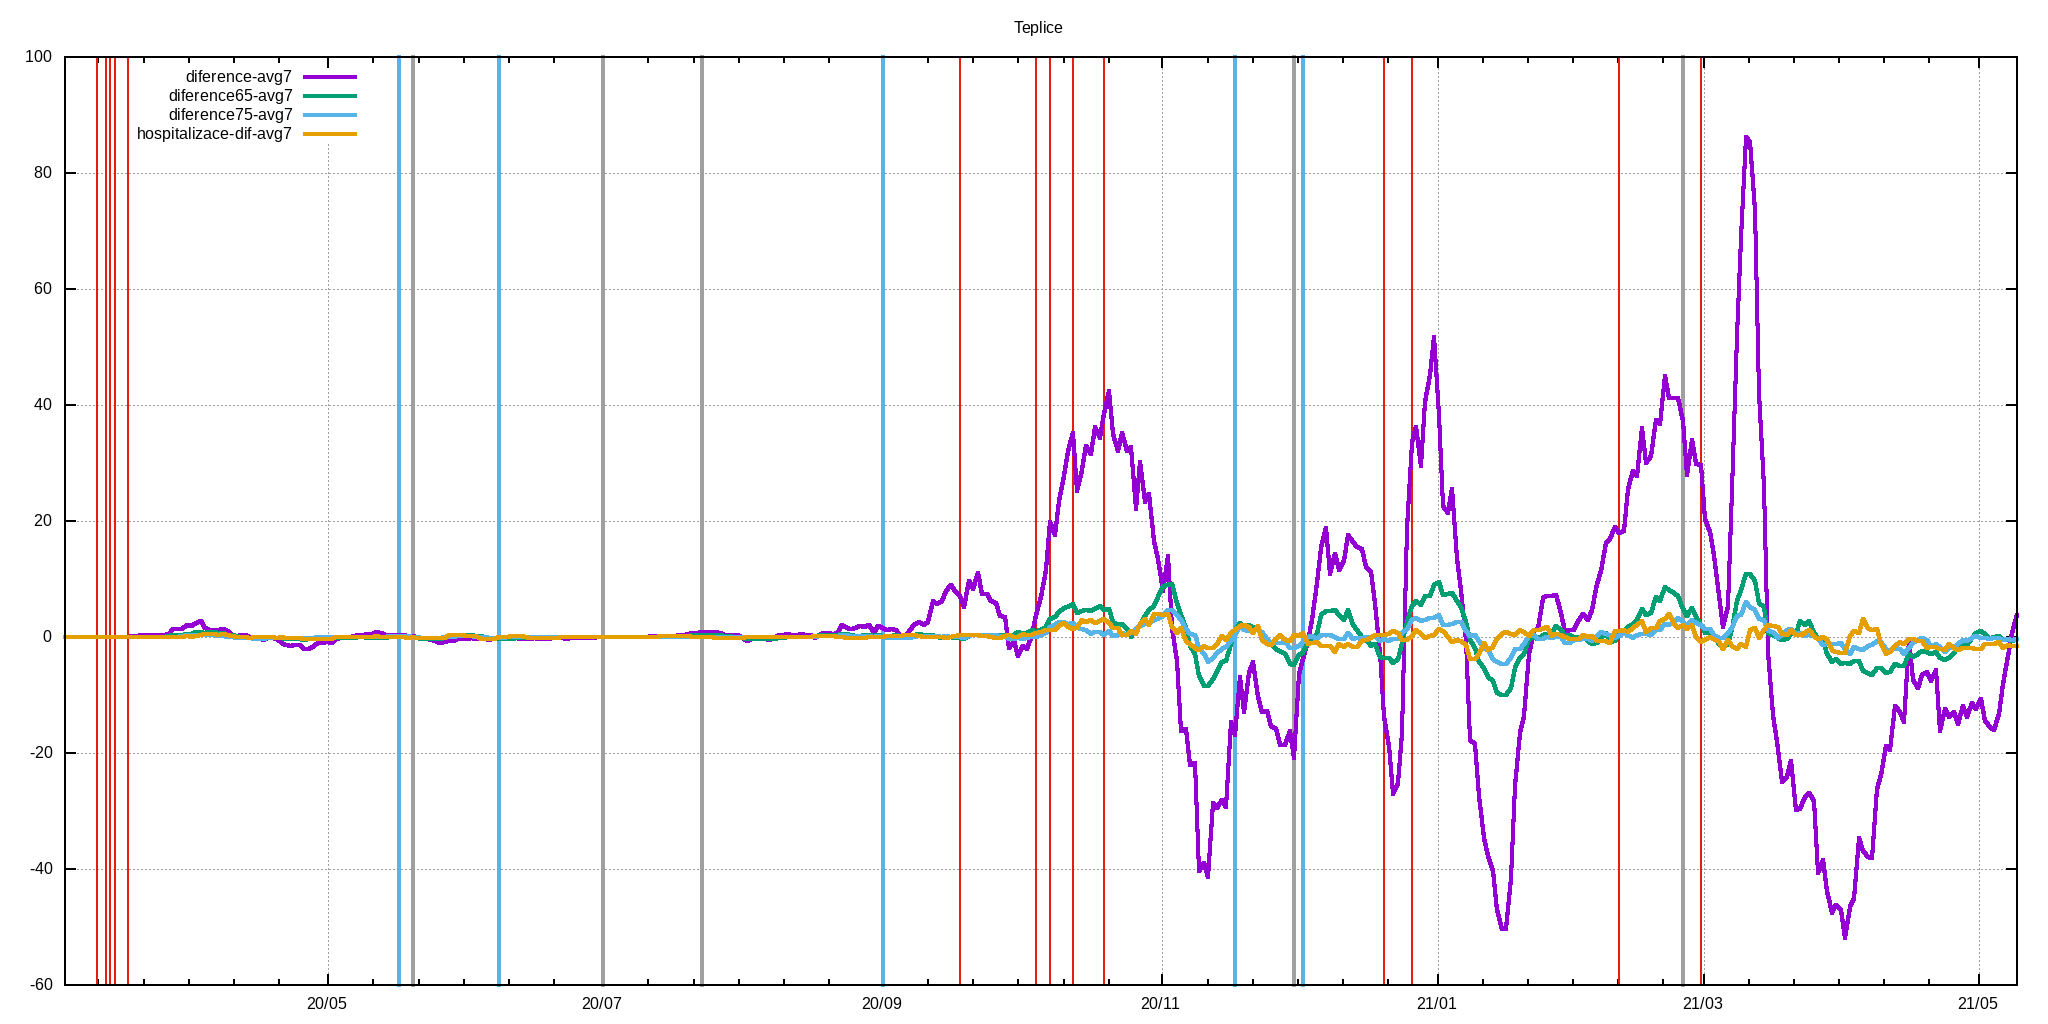 Teplice
100
80
60
40
20
0
-20
-40
-60
diference-avg7
diference65-avg7
diference75-avg7
hospitalizace-dif-avg7
20/05 20/07 20/09 20/11 21/01 21/03 21/05